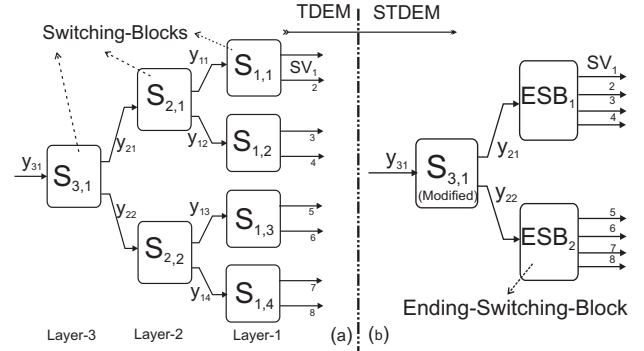 TDEM
STDEM
Switching-Blocks
y11
S1,1
SV1
2
S2,1
y12
S1,2
3
4
y21
y31
S3,1
y22
y13
S1,3
5
6
S2,2
y14
S1,4
7
8
Layer-3
Layer-2
Layer-1
(a)
(b)
ESB1
SV1
2
3
4
y21
y31
S3,1
(Modified)
y22
ESB2
5
6
7
8
Ending-Switching-Block